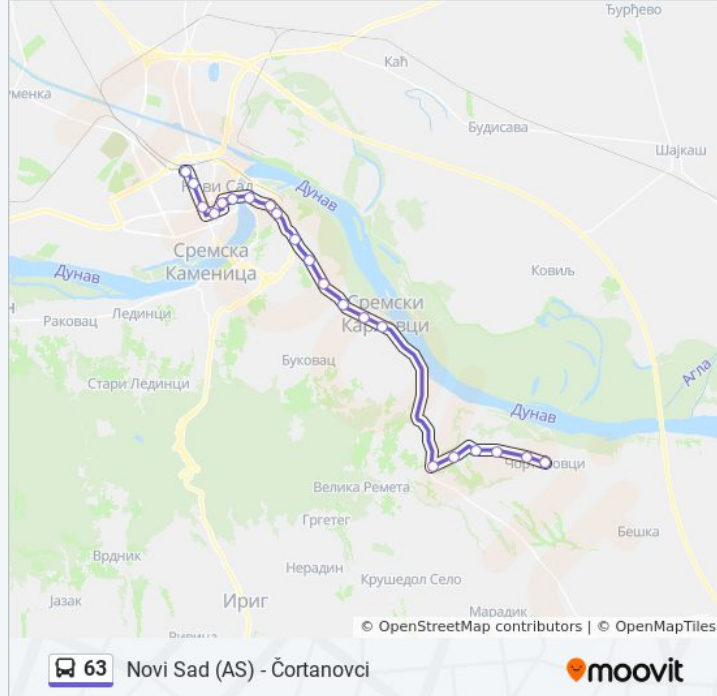 Ђурђево
Каћ
уменка
Будисава
Шајкаш
Нови Сад
Дунав
Сремска
Каменица
Ковиљ
Дунав
Сремски
Карловци
Лединци
Раковац
Буковац
Стари Лединци
Агла
Дунав
Чортановци
Велика Ремета
Гргетег
Бешка
Врдник
Нерадин
Крушедол Село
Јазак
Ириг
Марадик
© OpenStreetMap contributors | © OpenMapTiles
63 Novi Sad (AS) - Čortanovci
moovit